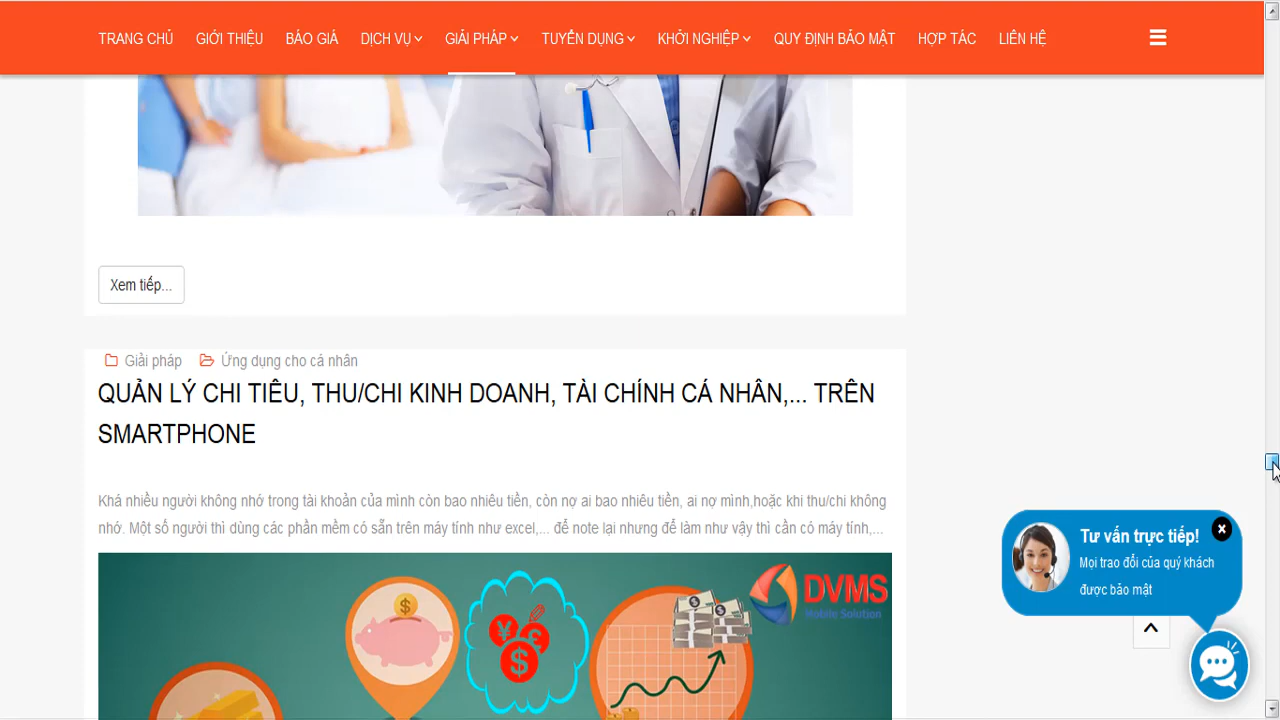 TRANG CHỦ GIỚI THIỆU BÁO GIÁ DỊCH VỤ GIẢI PHÁP TUYỂN DỤNG KHỞI NGHIỆP QUY ĐỊNH BẢO MẬT HỢP TÁC LIÊN HỆ
Xem tiếp...
Giải pháp Ứng dụng cho cá nhân
QUẢN LÝ CHI TIÊU, THU/CHI KINH DOANH, TÀI CHÍNH CÁ NHÂN,... TRÊN
SMARTPHONE
Khá nhiều người không nhớ trong tài khoản của mình còn bao nhiêu tiền, còn nợ ai bao nhiêu tiền, ai nợ mình,hoặc khi thu/chi không
nhớ. Một số người thì dùng các phần mềm có sẵn trên máy tính như excel,... để note lại nhưng để làm như vậy thì cần có máy tính,...
Tư vấn trực tiếp!
Mọi trao đổi của quý khách
được bảo mật
DVMS
Mobile Solution